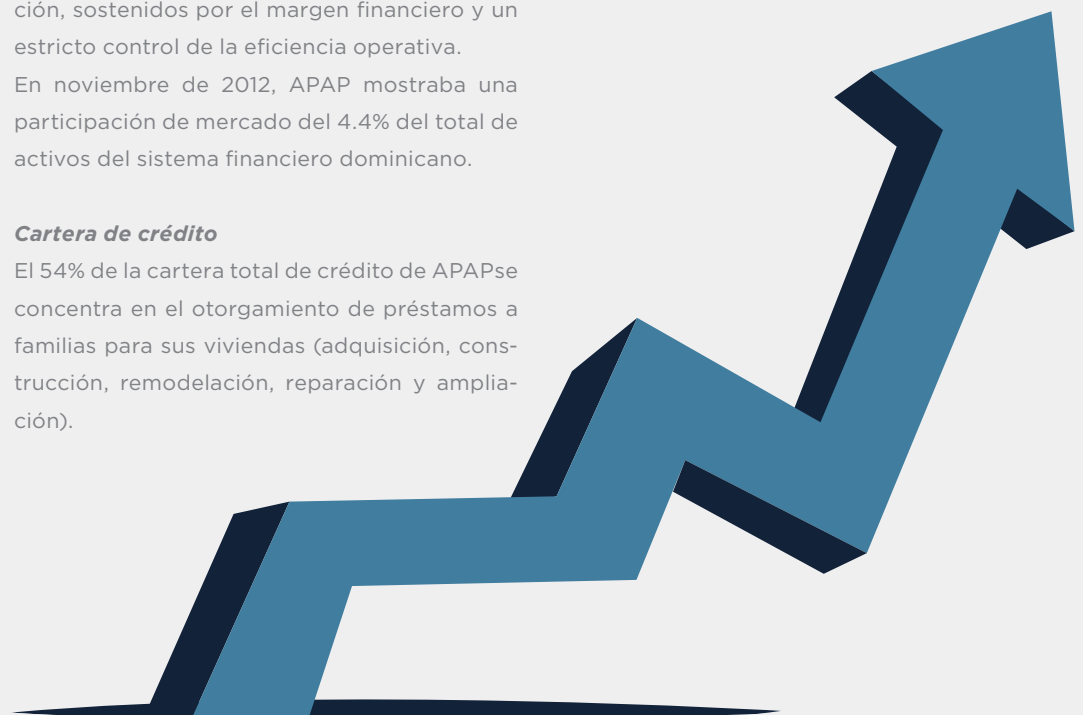 ción, sostenidos por el margen financiero y un
estricto control de la eficiencia operativa.
En noviembre de 2012, APAP mostraba una
participación de mercado del 4.4% del total de
activos del sistema financiero dominicano.
Cartera de crédito
El 54% de la cartera total de crédito de APAPse
concentra en el otorgamiento de préstamos a
familias para sus viviendas (adquisición, cons-
trucción, remodelación, reparación y amplia-
ción).